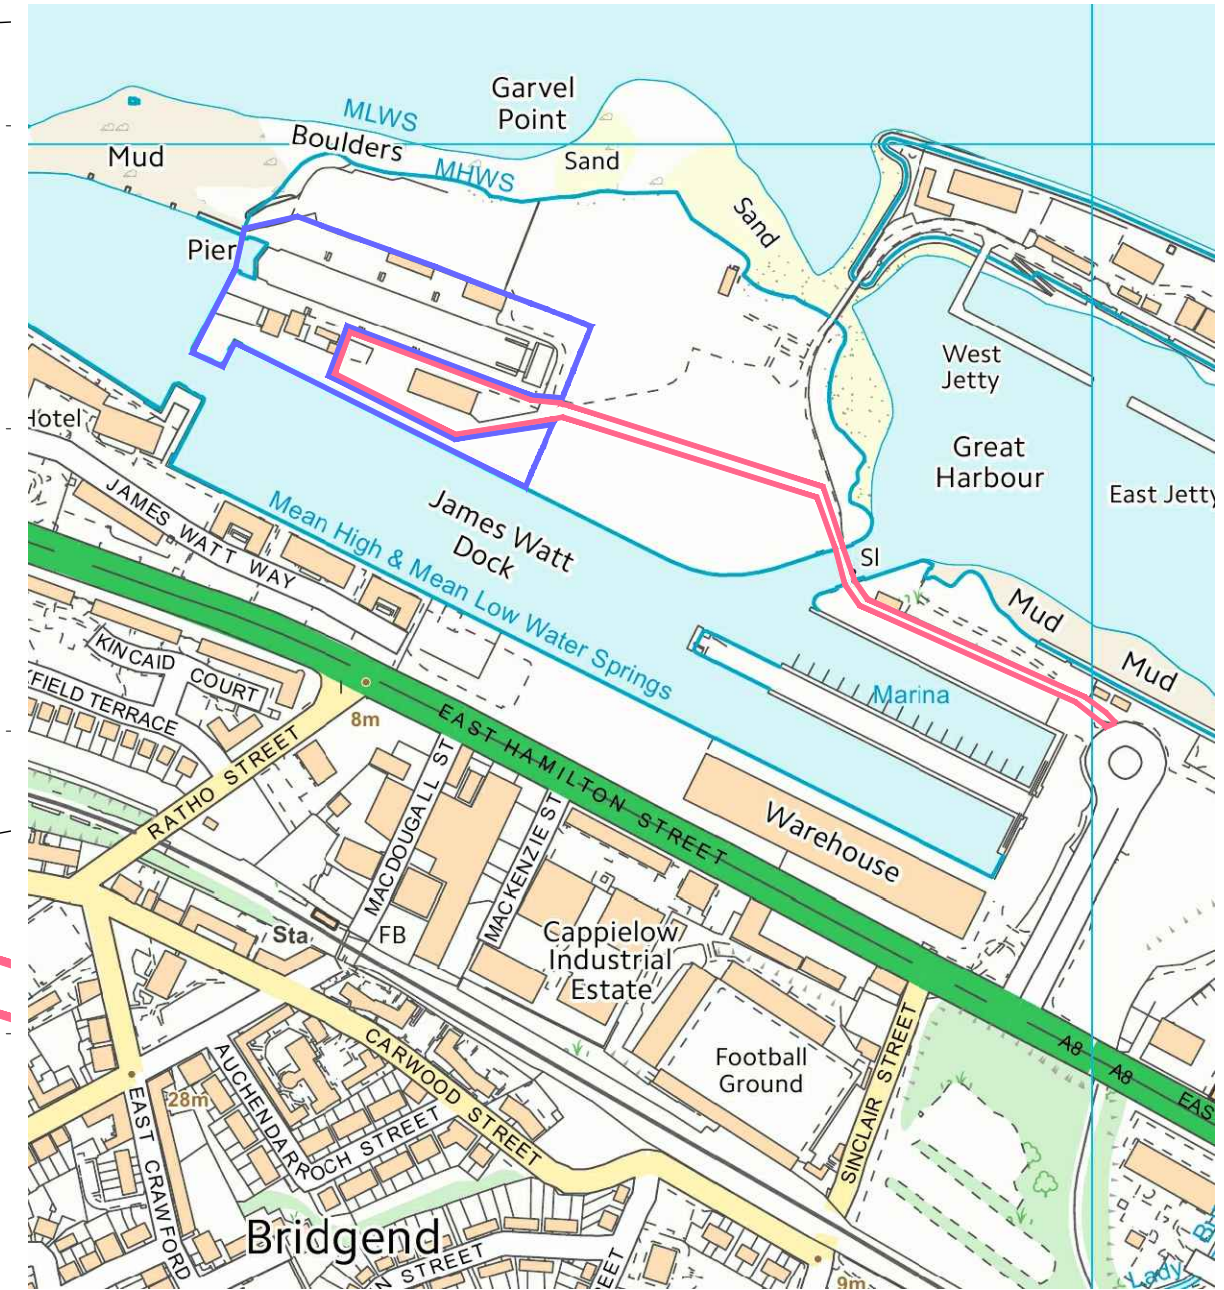 Garvel
Point
MLWS
Boulders
Mud
Sand
MHWS
Sand
Pier
West
Jetty
Hotel
Great
Harbour
East Jetty
JAMES WATT WAY
James Watt
Dock
Mean High & Mean Low Water Springs
Sl
Mud
Mud
KINCAID
COURT
FIELD TERRACE
Marina
8m
EAST HAMILTON STREET
RATHO STREET
MACDOUGALL ST
MACKENZIE ST
Warehouse
Sta
FB
Cappielow
Industrial
Estate
CARWOOD STREET
Football
Ground
SINCLAIR STREET
A8
A8
EAS
28m
AUCHENDARROCH STREET
EAST CRAWFORD
Bridgend
N STREET
REET
9m
Lady